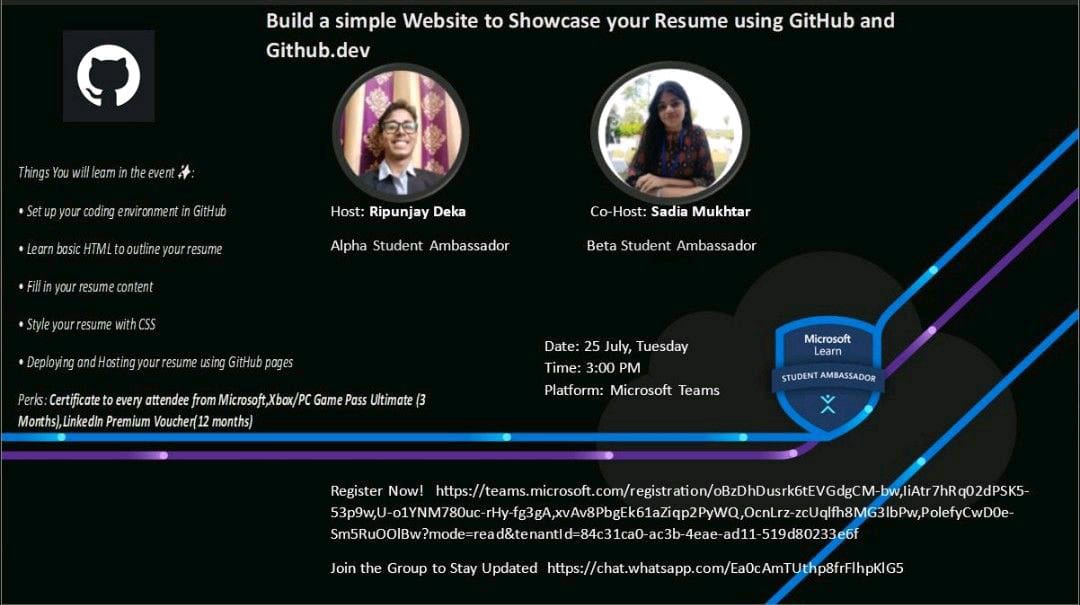 Build a simple Website to Showcase your Resume using GitHub and
Github.dev
Things You will learn in the event ✨:
• Set up your coding environment in GitHub
• Learn basic HTML to outline your resume
• Fill in your resume content
• Style your resume with CSS
• Deploying and Hosting your resume using GitHub pages
Perks: Certificate to every attendee from Microsoft,Xbax/PC Game Pass Ultimate (3
Months),LinkedIn Premium Voucher(12 months)
Host: Ripunjay Deka
Alpha Student Ambassador
Co-Host: Sadia Mukhtar
Beta Student Ambassador
Date: 25 July, Tuesday
Time: 3:00 PM
Platform: Microsoft Teams
Microsoft
Learn
STUDENT AMBASSADOR
Register Now! https://teams.microsoft.com/registration/oBzDhDusrk6tEVGdgCM-bw,IiAtr7hRq02dPSK5-
53p9w,U-o1YNM780uc-rHy-fg3gA,xvAv8PbgEk61aZiqp2PyWQ,OcnLrz-zcUqlfh8MG3lbPw,PolefyCwD0e-
Sm5RuOOlBw?mode=read&tenantId=84c31ca0-ac3b-4eae-ad11-519d80233e6f
Join the Group to Stay Updated https://chat.whatsapp.com/Ea0cAmTUthp8frFlhpKlG5